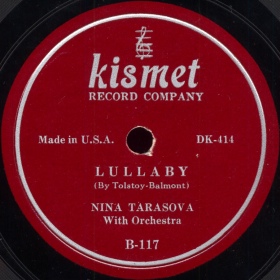 kismet
RECORD COMPANY
Made in U.S.A. DK-414
LULLABY
(By Tolstoy-Balmont)
NINA TARASOVA
With Orchestra
B-117